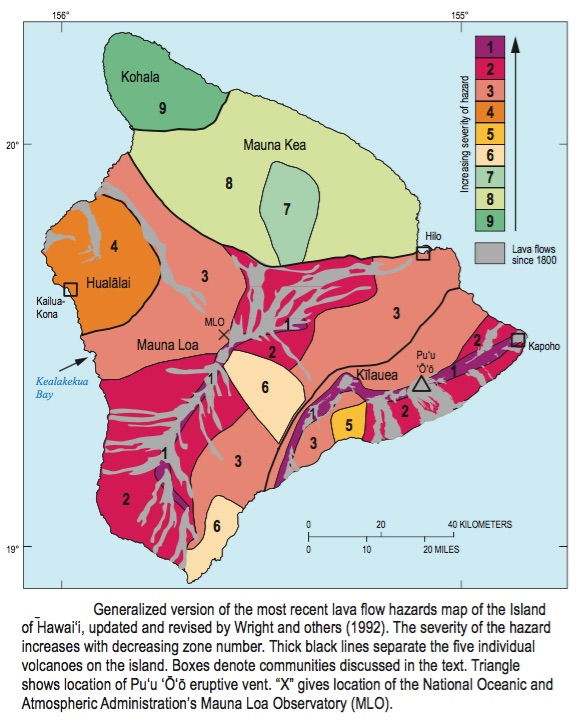 156°
155°
20°
19°
Kohala
9
Mauna Kea
8
7
Hilo
4
Hualālai
Kailua-
Kona
3
MLO
Mauna Loa
Kealakekua
Bay
1
2
3
6
1
Kīlauea
Pu‘u
‘Ō‘ō
2
1
Kapoho
2
1
3
5
1
2
3
6
Increasing severity of hazard
1
2
3
4
5
6
7
8
9
Lava flows
since 1800
0 20 40 KILOMETERS
0 10 20 MILES
Generalized version of the most recent lava flow hazards map of the Island
of Hawai‘i, updated and revised by Wright and others (1992). The severity of the hazard
increases with decreasing zone number. Thick black lines separate the five individual
volcanoes on the island. Boxes denote communities discussed in the text. Triangle
shows location of Pu‘u ‘Ō‘ō eruptive vent. “X” gives location of the National Oceanic and
Atmospheric Administration’s Mauna Loa Observatory (MLO).